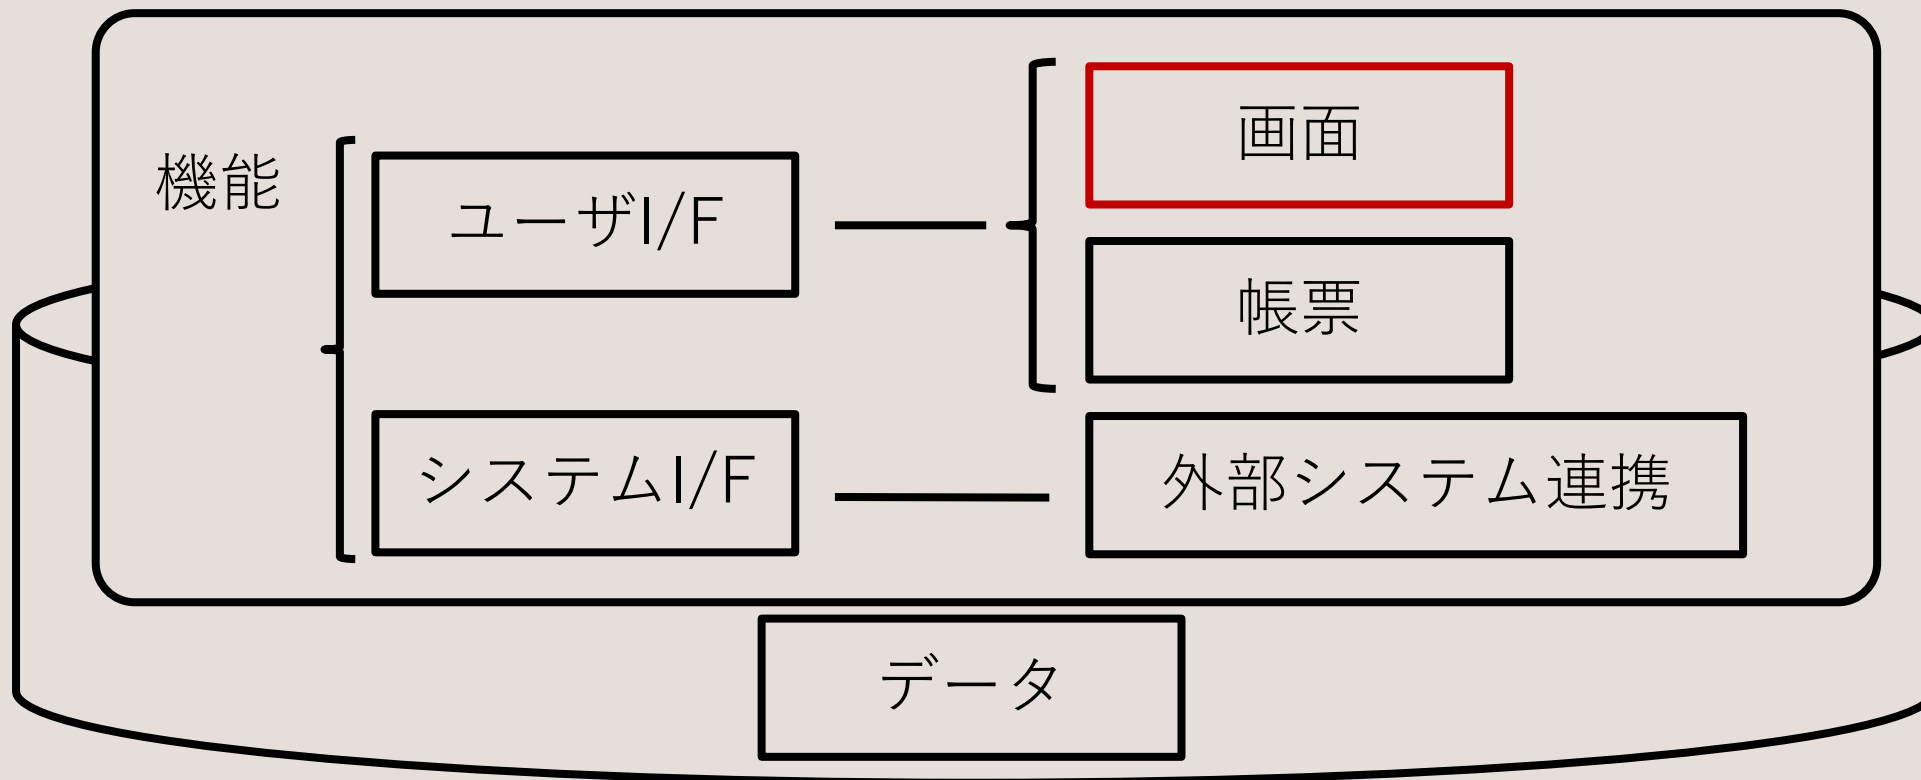 機能
ユーザI/F
画面
帳票
システムI/F
外部システム連携
データ